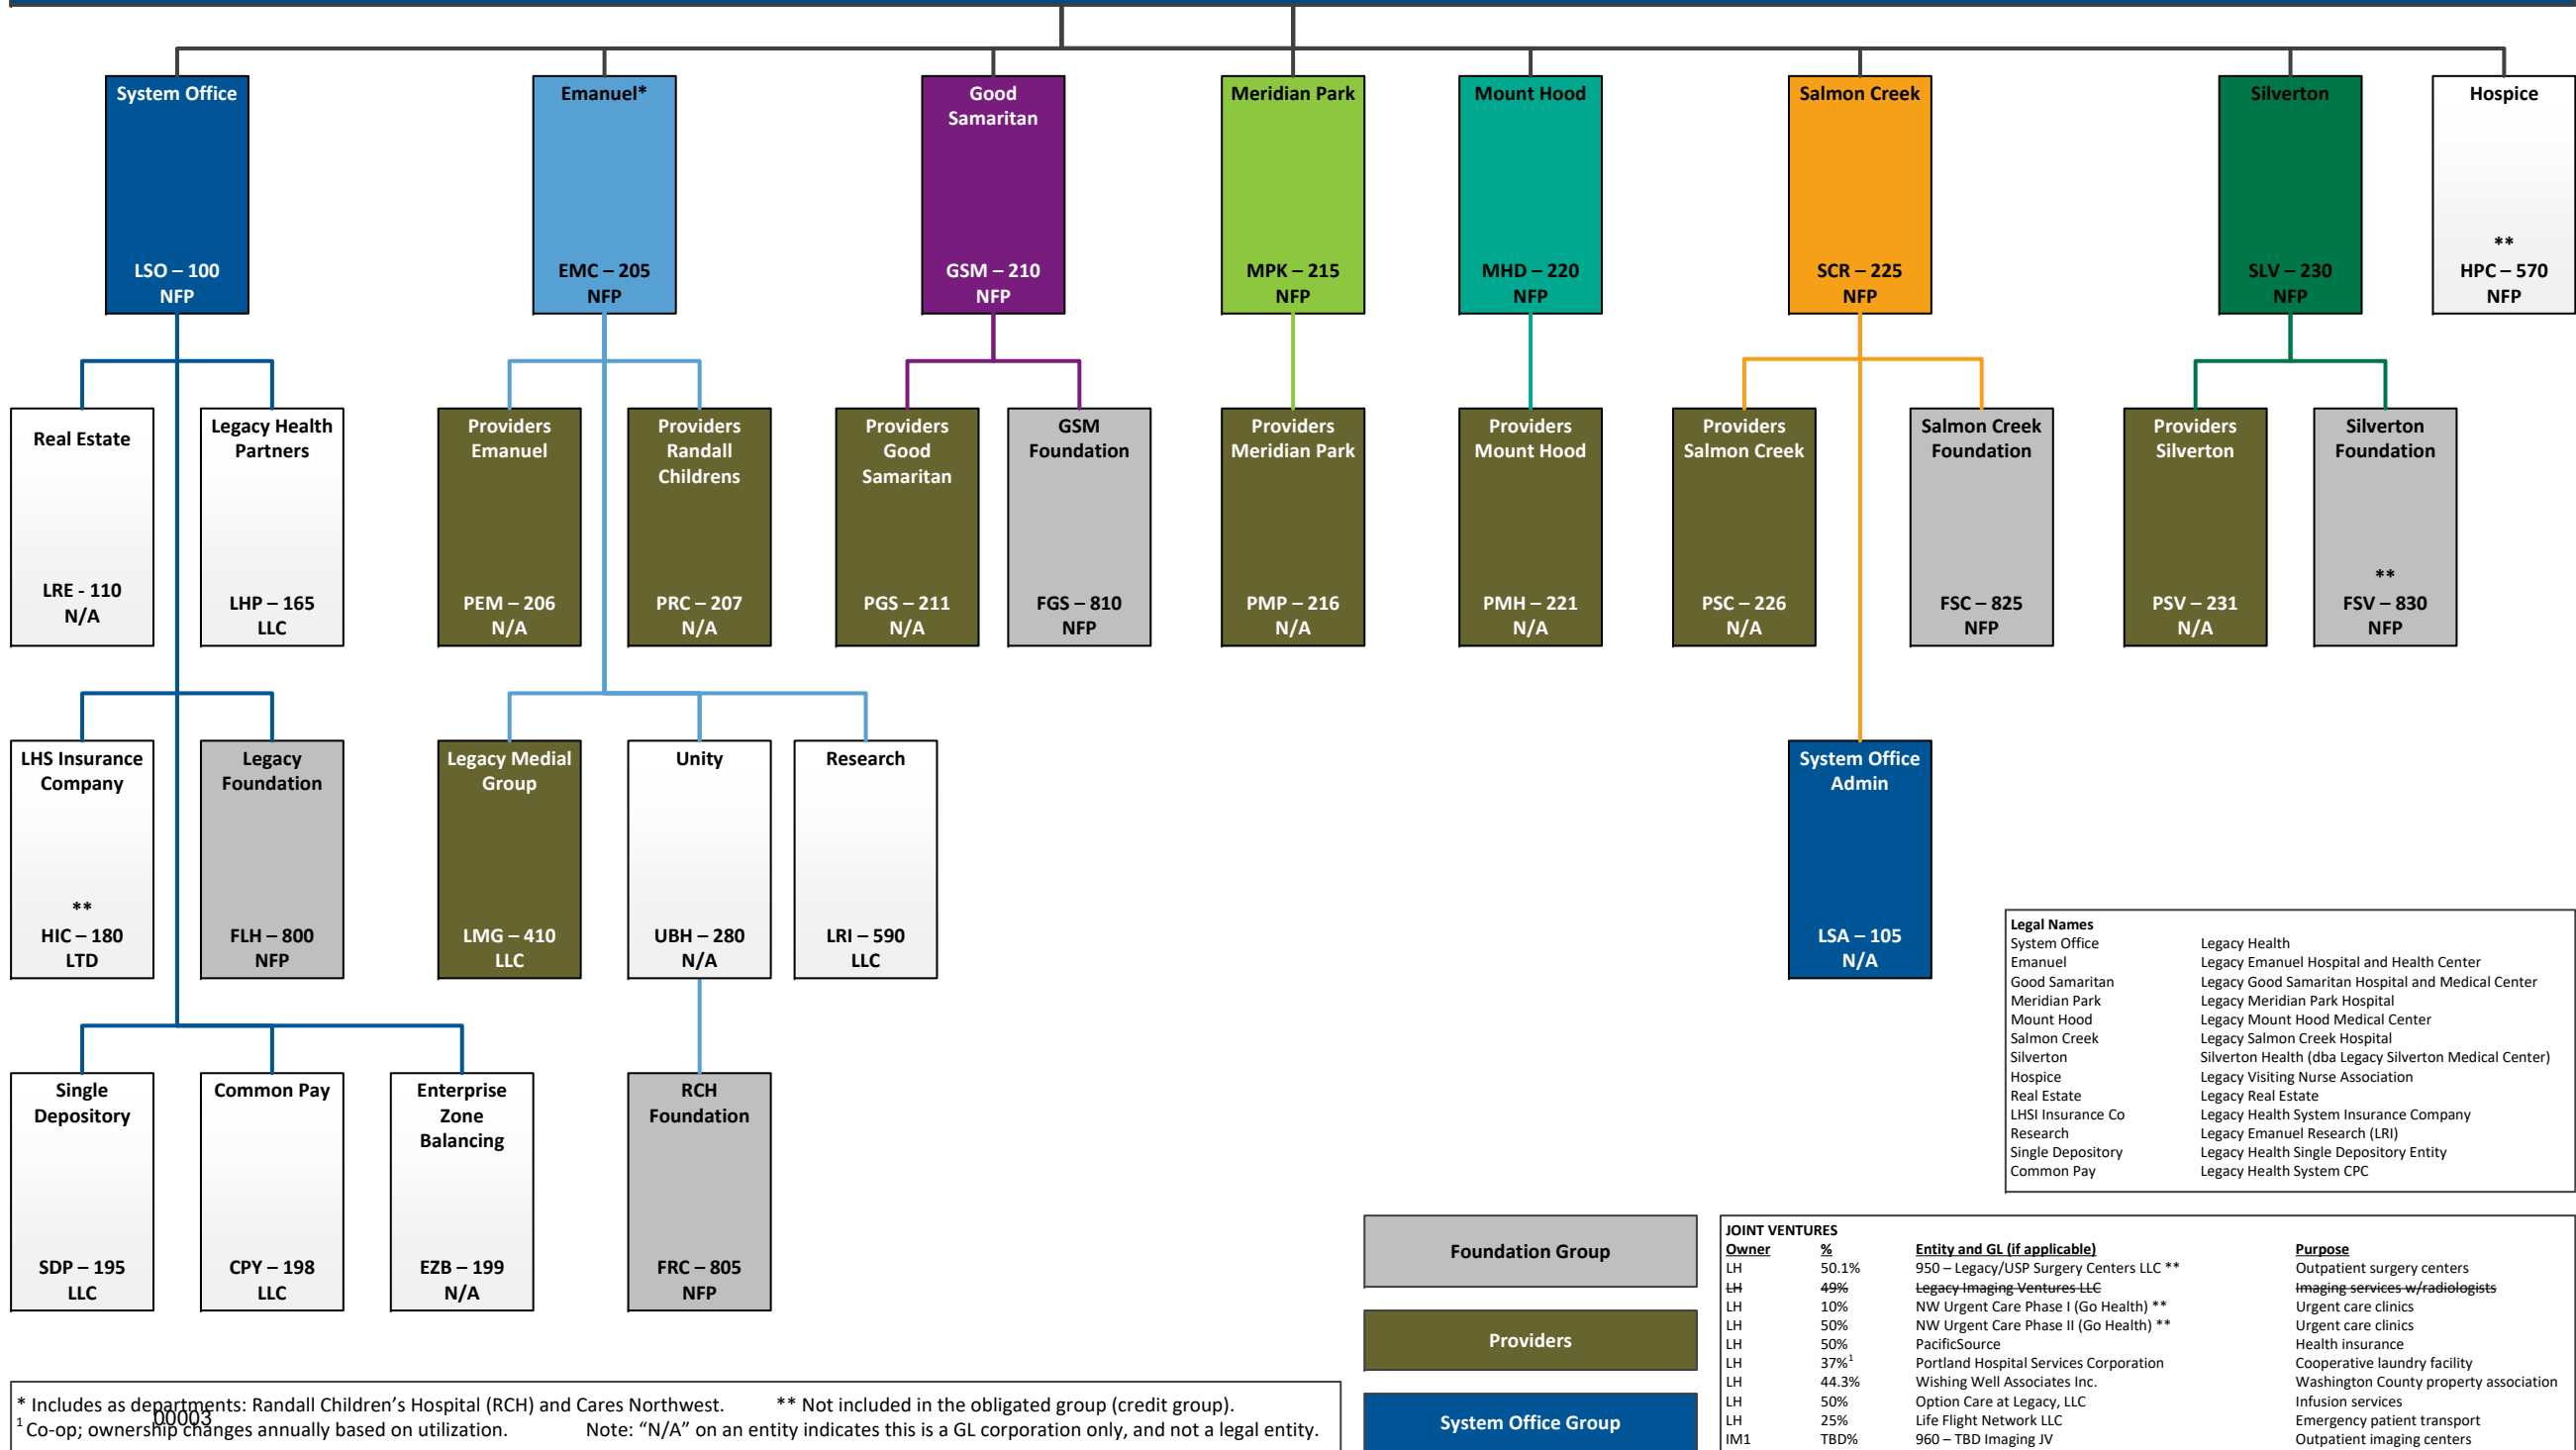 System Office
LSO – 100
NFP
Emanuel*
EMC – 205
NFP
Good
Samaritan
GSM – 210
NFP
Meridian Park
MPK – 215
NFP
Mount Hood
MHD – 220
NFP
Salmon Creek
SCR – 225
NFP
Silverton
SLV – 230
NFP
Hospice
**
HPC – 570
NFP
Real Estate
LRE - 110
N/A
Legacy Health
Partners
LHP – 165
LLC
Providers
Emanuel
PEM – 206
N/A
Providers
Randall
Childrens
PRC – 207
N/A
Providers
Good
Samaritan
PGS – 211
N/A
GSM
Foundation
FGS – 810
NFP
Providers
Meridian Park
PMP – 216
N/A
Providers
Mount Hood
PMH – 221
N/A
Providers
Salmon Creek
PSC – 226
N/A
Salmon Creek
Foundation
FSC – 825
NFP
Providers
Silverton
PSV – 231
N/A
Silverton
Foundation
**
FSV – 830
NFP
LHS Insurance
Company
**
HIC – 180
LTD
Legacy
Foundation
FLH – 800
NFP
Legacy Medial
Group
LMG – 410
LLC
Unity
UBH – 280
N/A
Research
LRI – 590
LLC
System Office
Admin
LSA – 105
N/A
Single
Depository
SDP – 195
LLC
Common Pay
CPY – 198
LLC
Enterprise
Zone
Balancing
EZB – 199
N/A
RCH
Foundation
FRC – 805
NFP
Legal Names
System Office Legacy Health
Emanuel Legacy Emanuel Hospital and Health Center
Good Samaritan Legacy Good Samaritan Hospital and Medical Center
Meridian Park Legacy Meridian Park Hospital
Mount Hood Legacy Mount Hood Medical Center
Salmon Creek Legacy Salmon Creek Hospital
Silverton Silverton Health (dba Legacy Silverton Medical Center)
Hospice Legacy Visiting Nurse Association
Real Estate Legacy Real Estate
LHSI Insurance Co Legacy Health System Insurance Company
Research Legacy Emanuel Research (LRI)
Single Depository Legacy Health Single Depository Entity
Common Pay Legacy Health System CPC
Foundation Group
Providers
System Office Group
JOINT VENTURES
Owner % Entity and GL (if applicable) Purpose
LH 50.1% 950 – Legacy/USP Surgery Centers LLC ** Outpatient surgery centers
LH 49% Legacy Imaging Ventures LLC Imaging services w/radiologists
LH 10% NW Urgent Care Phase I (Go Health) ** Urgent care clinics
LH 50% NW Urgent Care Phase II (Go Health) ** Urgent care clinics
LH 50% PacificSource Health insurance
LH 37%¹ Portland Hospital Services Corporation Cooperative laundry facility
LH 44.3% Wishing Well Associates Inc. Washington County property association
LH 50% Option Care at Legacy, LLC Infusion services
LH 25% Life Flight Network LLC Emergency patient transport
IM1 TBD% 960 – TBD Imaging JV Outpatient imaging centers
* Includes as departments: Randall Children's Hospital (RCH) and Cares Northwest. ** Not included in the obligated group (credit group).
00003
¹ Co-op; ownership changes annually based on utilization. Note: “N/A” on an entity indicates this is a GL corporation only, and not a legal entity.